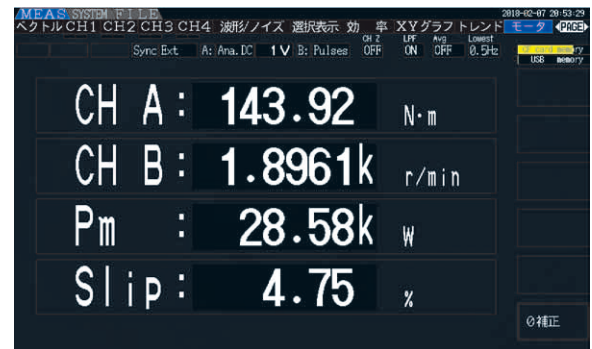 MEAS SYSTEM FILE 2018-02-07 20:53:29
ベクトル CH1 CH2 CH3 CH4 波形/ノイズ 選択表示 効 率 XYグラフ トレンド モータ PAGE
CH Z LPF Avg Lowest
Sync Ext A: Ana.DC 1V B: Pulses OFF ON OFF 0.5Hz
CF card memory
USB memory
CH A: 143.92 N・m
CH B: 1.8961k r/min
Pm : 28.58k W
Slip: 4.75 %
0補正